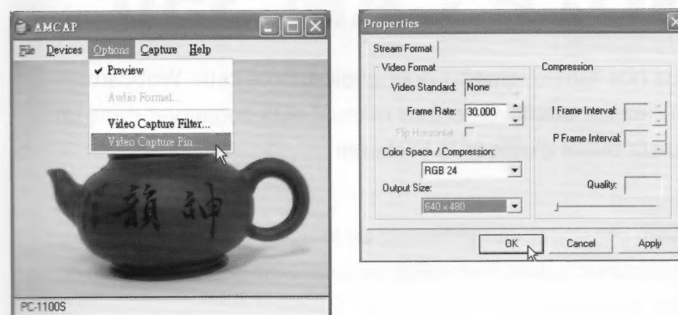 AMCAP
File Devices Options Capture Help
✔ Preview
Audio Format...
Video Capture Filter...
Video Capture Pin...
韻 神
PC-1100S
Properties
Stream Format
Video Format
Video Standard: None
Frame Rate: 30.000
Flip Horizontal:
Color Space / Compression:
RGB 24
Output Size:
640 x 480
Compression
I Frame Interval:
P Frame Interval:
Quality:
OK Cancel Apply